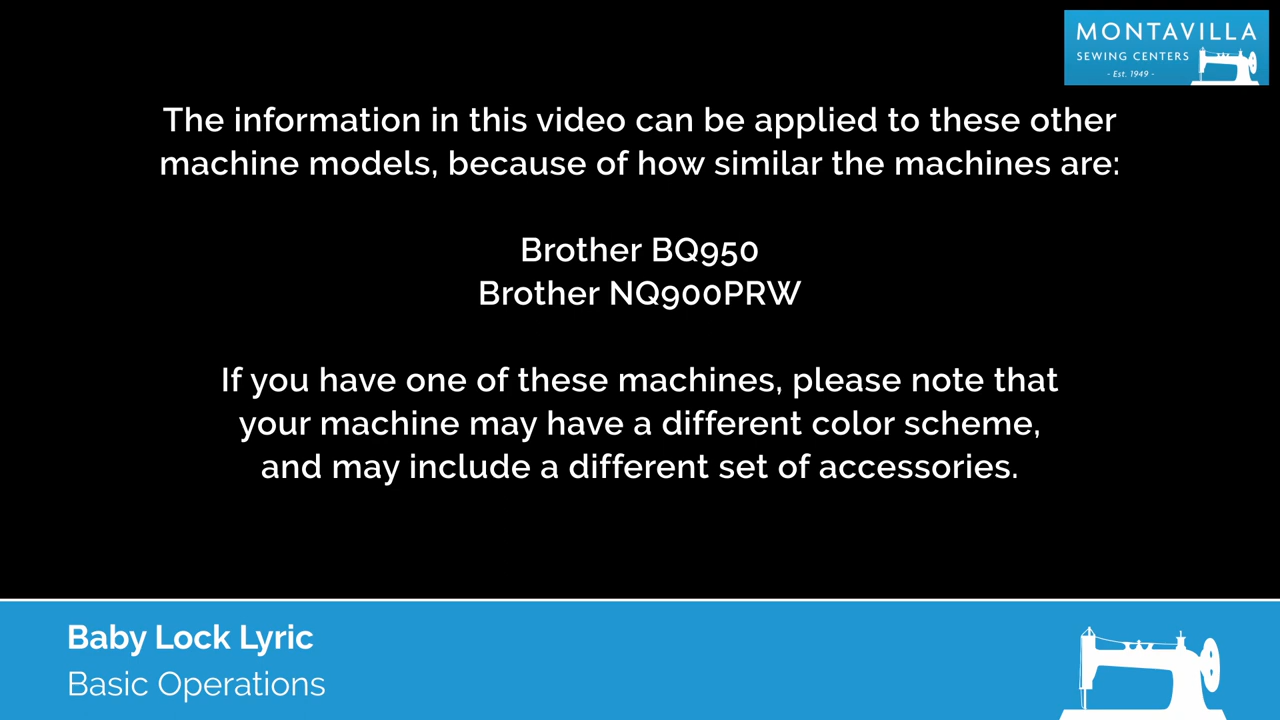 MONTAVILLA
SEWING CENTERS
- Est. 1949 -
The information in this video can be applied to these other
machine models, because of how similar the machines are:
Brother BQ950
Brother NQ900PRW
If you have one of these machines, please note that
your machine may have a different color scheme,
and may include a different set of accessories.
Baby Lock Lyric
Basic Operations